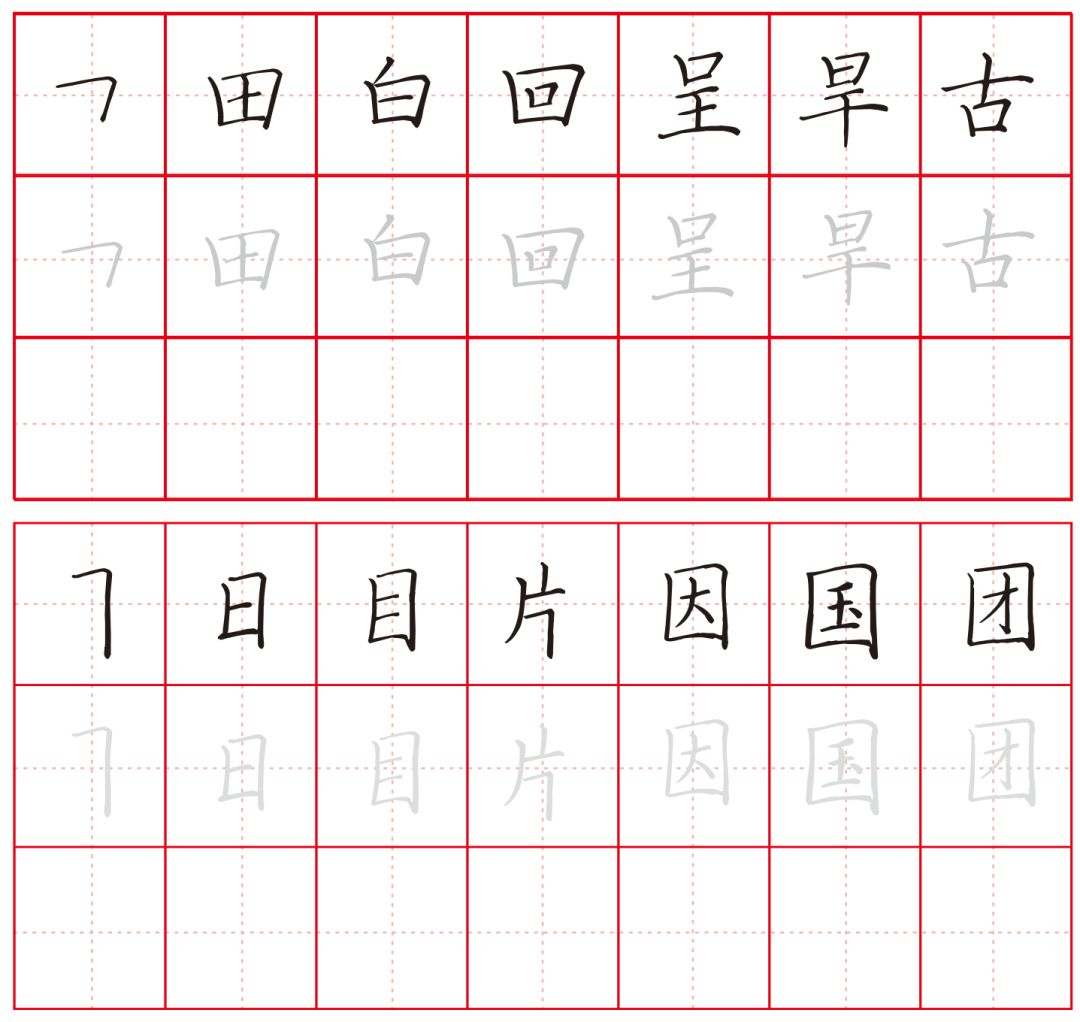 ㇕ 田 白 回 呈 旱 古
㇕ 田 白 回 呈 旱 古
㇕ 日 目 片 因 国 团
㇕ 日 目 片 因 国 团